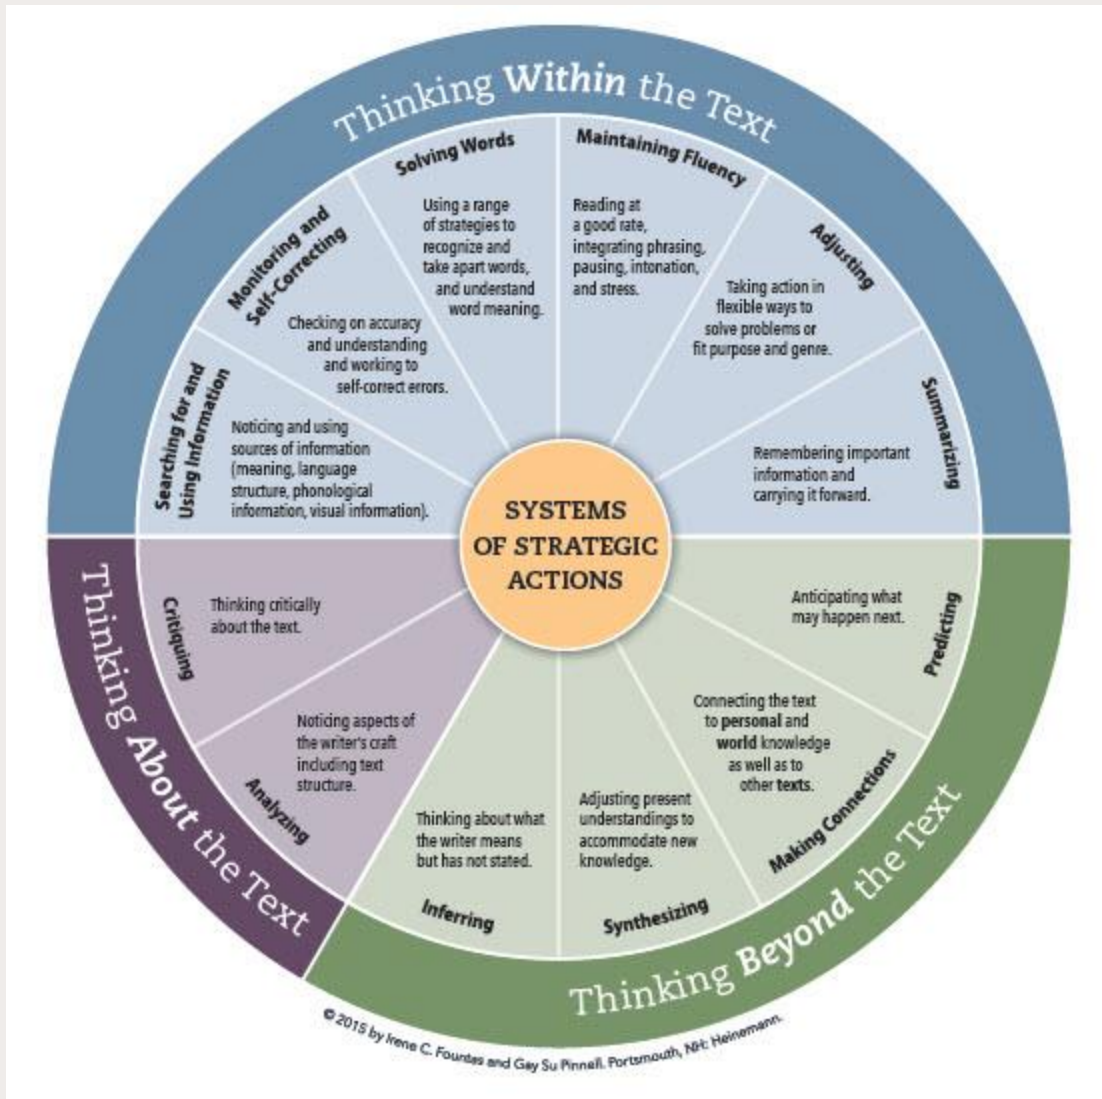 Thinking Within the Text
Solving Words
Using a range
of strategies to
recognize and
take apart words,
and understand
word meaning.
Maintaining Fluency
Reading at
a good rate,
integrating phrasing,
pausing, intonation,
and stress.
Adjusting
Taking action in
flexible ways to
solve problems or
fit purpose and genre.
Summarizing
Remembering important
information and
carrying it forward.
Monitoring and
Self-Correcting
Checking on accuracy
and understanding
and working to
self-correct errors.
Searching for and
Using Information
Noticing and using
sources of information
(meaning, language
structure, phonological
information, visual information).
SYSTEMS
OF STRATEGIC
ACTIONS
Predicting
Anticipating what
may happen next.
Making Connections
Connecting the text
to personal and
world knowledge
as well as to
other texts.
Synthesizing
Adjusting present
understandings to
accommodate new
knowledge.
Inferring
Thinking about what
the writer means
but has not stated.
Thinking Beyond the Text
Analyzing
Noticing aspects of
the writer's craft
including text
structure.
Critiquing
Thinking critically
about the text.
Thinking About the Text
© 2015 by Irene C. Fountas and Gay Su Pinnell. Portsmouth, NH: Heinemann.